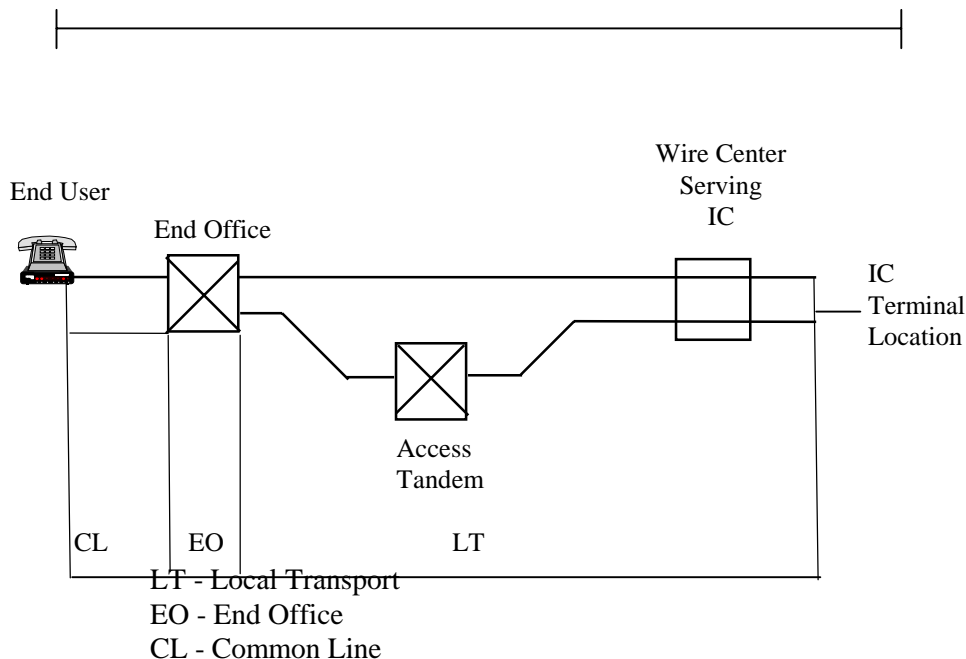 Wire Center
Serving
IC
End User
End Office
IC
Terminal
Location
Access
Tandem
CL
EO
LT
LT - Local Transport
EO - End Office
CL - Common Line